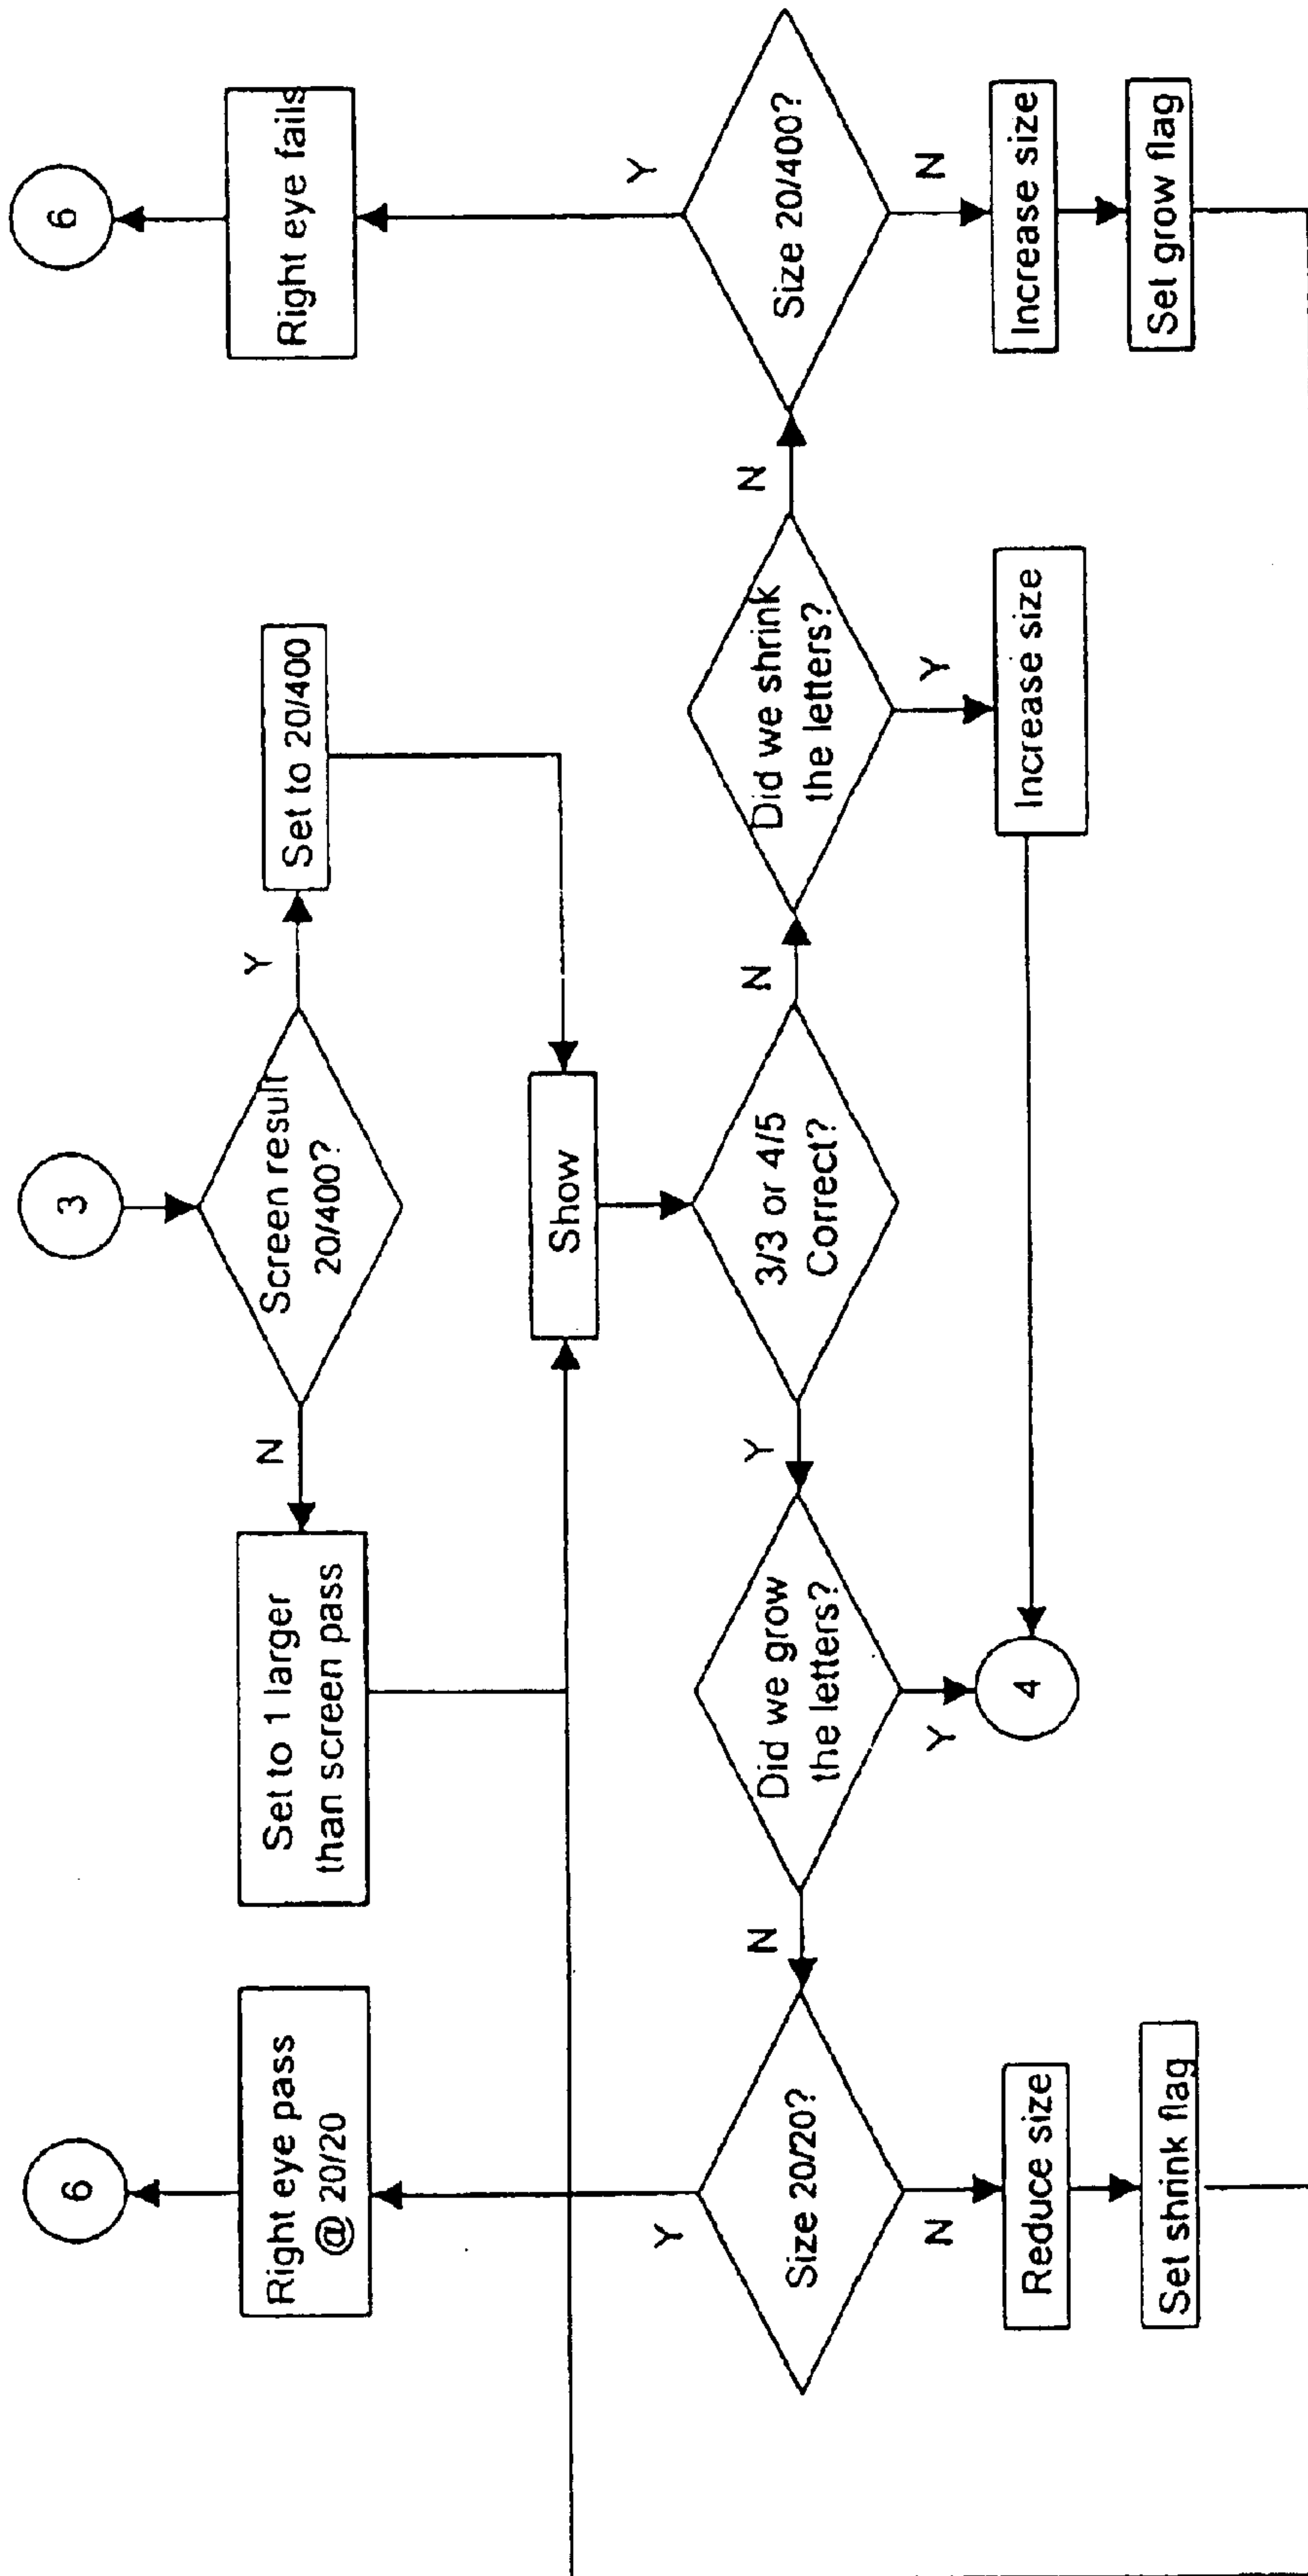 6
3
6
Right eye pass
@ 20/20
Set to 1 larger
than screen pass
N
Screen result
20/400?
Y
Set to 20/400
Right eye fails
Show
Y
Y
Size 20/20?
N
Did we grow
the letters?
Y
3/3 or 4/5
Correct?
N
Did we shrink
the letters?
N
Size 20/400?
N
Y
Y
N
Reduce size
4
Increase size
Increase size
Set shrink flag
Set grow flag